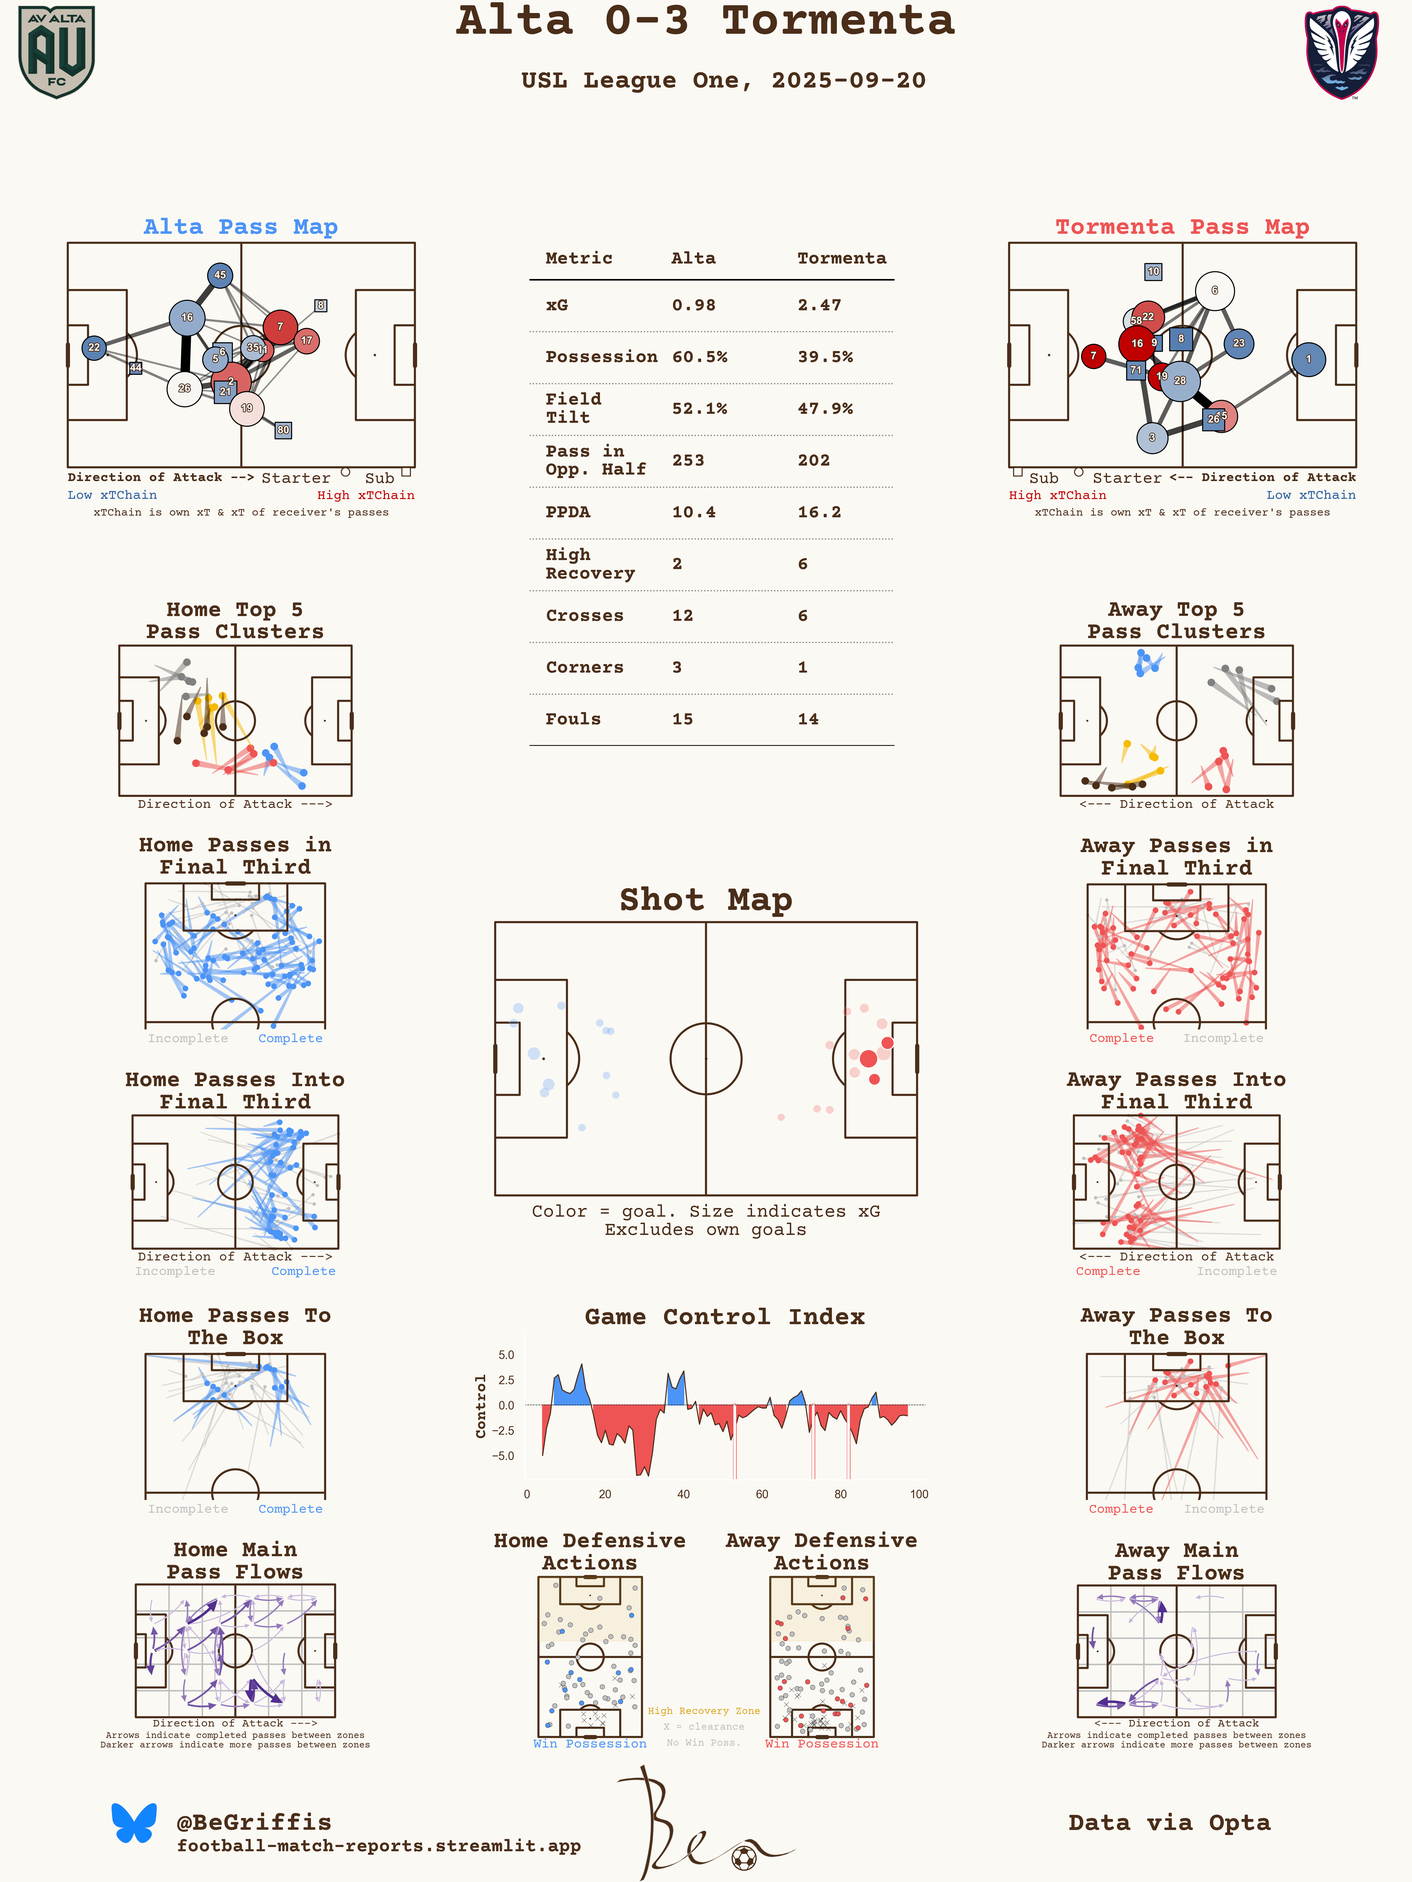 AV ALTA
AU
FC
Alta 0-3 Tormenta
USL League One, 2025-09-20
TM
Alta Pass Map
45
16
7
8
17
22
44
6
5
35
11
26
2
21
19
80
Direction of Attack --> Starter Sub
Low xTChain High xTChain
xTChain is own xT & xT of receiver's passes
Metric Alta Tormenta
xG 0.98 2.47
Possession 60.5% 39.5%
Field
Tilt 52.1% 47.9%
Pass in
Opp. Half 253 202
PPDA 10.4 16.2
High
Recovery 2 6
Crosses 12 6
Corners 3 1
Fouls 15 14
Tormenta Pass Map
10
6
58
22
16
9
8
23
7
71
19
28
1
26
15
3
Sub Starter <-- Direction of Attack
High xTChain Low xTChain
xTChain is own xT & xT of receiver's passes
Home Top 5
Pass Clusters
Direction of Attack --->
Away Top 5
Pass Clusters
<--- Direction of Attack
Home Passes in
Final Third
Incomplete Complete
Away Passes in
Final Third
Complete Incomplete
Shot Map
Color = goal. Size indicates xG
Excludes own goals
Home Passes Into
Final Third
Direction of Attack --->
Incomplete Complete
Away Passes Into
Final Third
<--- Direction of Attack
Complete Incomplete
Home Passes To
The Box
Incomplete Complete
Game Control Index
Control
5.0
2.5
0.0
−2.5
−5.0
0 20 40 60 80 100
Away Passes To
The Box
Complete Incomplete
Home Main
Pass Flows
Direction of Attack --->
Arrows indicate completed passes between zones
Darker arrows indicate more passes between zones
Home Defensive
Actions
Win Possession
Away Defensive
Actions
Win Possession
High Recovery Zone
X = clearance
No Win Poss.
Away Main
Pass Flows
<--- Direction of Attack
Arrows indicate completed passes between zones
Darker arrows indicate more passes between zones
@BeGriffis
football-match-reports.streamlit.app
Ben
Data via Opta